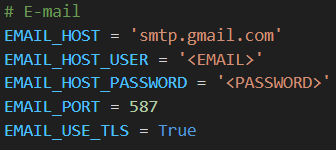 # E-mail
EMAIL_HOST = 'smtp.gmail.com'
EMAIL_HOST_USER = '<EMAIL>'
EMAIL_HOST_PASSWORD = '<PASSWORD>'
EMAIL_PORT = 587
EMAIL_USE_TLS = True